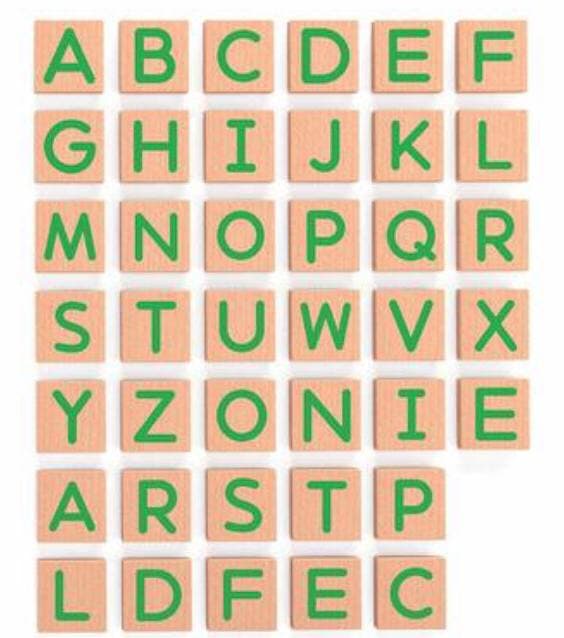 A B C D E F
G H I J K L
M N O P Q R
S T U W V X
Y Z O N I E
A R S T P
L D F E C